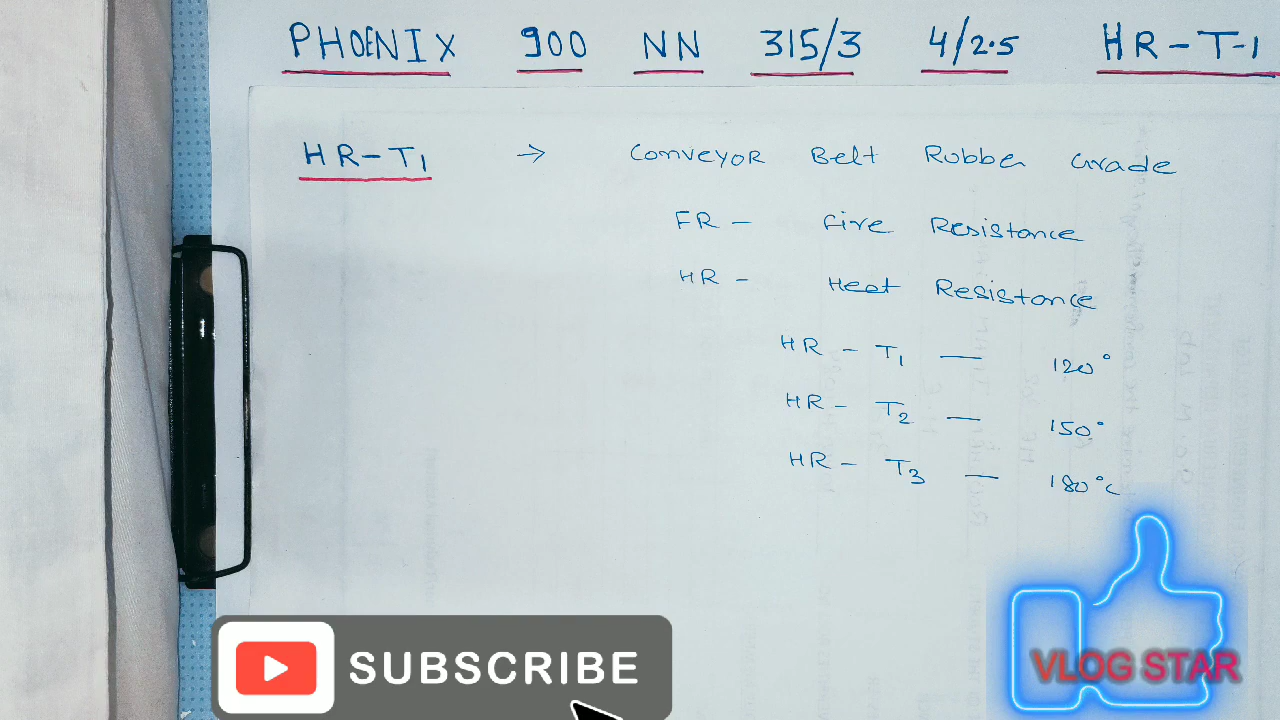 PHOENIX 900 NN 315/3 4/2.5 HR-T-1
HR-T1 → Conveyor Belt Rubber Grade
FR - Fire Resistance
HR - Heat Resistance
HR - T1 — 120°
HR - T2 — 150°
HR - T3 — 180°C
SUBSCRIBE
VLOG STAR